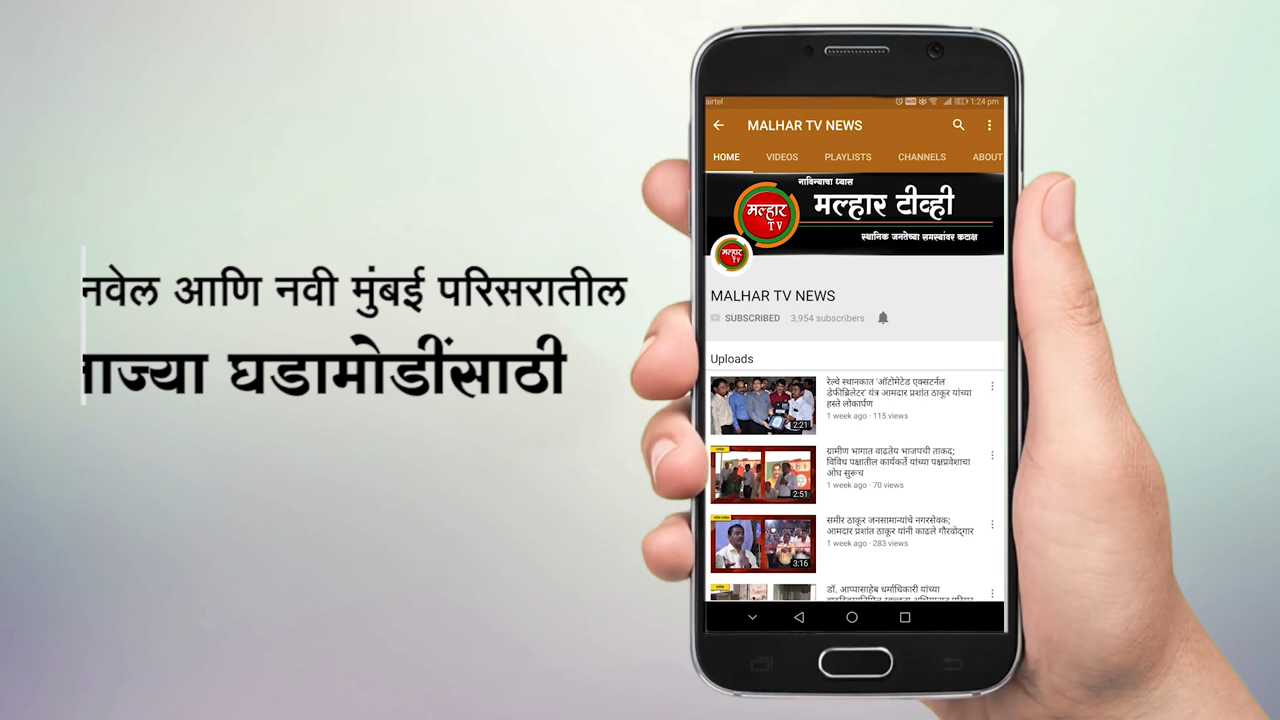 नवेल आणि नवी मुंबई परिसरातील
ाज्या घडामोडींसाठी
airtel
1:24 pm
MALHAR TV NEWS
HOME VIDEOS PLAYLISTS CHANNELS ABOUT
नाविन्याचा ध्यास
मल्हार TV
मल्हार टीव्ही
स्थानिक जनतेच्या समस्यांवर कटाक्ष
मल्हार TV
MALHAR TV NEWS
SUBSCRIBED 3,954 subscribers
Uploads
रेल्वे स्थानकात 'ऑटोमेटेड एक्सटर्नल
डेफीब्रिलेटर' यंत्र आमदार प्रशांत ठाकूर यांच्या
हस्ते लोकार्पण
1 week ago · 115 views
2:21
ग्रामीण भागात वाढतेय भाजपची ताकद;
विविध पक्षातील कार्यकर्ते यांच्या पक्षप्रवेशाचा
ओघ सुरूच
1 week ago · 70 views
2:51
समीर ठाकूर जनसामान्यांचे नगरसेवक;
आमदार प्रशांत ठाकूर यांनी काढले गौरवोद्गार
1 week ago · 283 views
3:16
डॉ. आप्पासाहेब धर्माधिकारी यांच्या